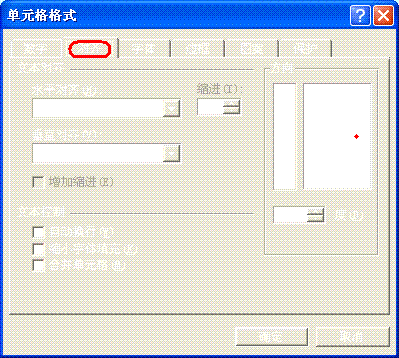 单元格格式
数字 字体 边框 图案 保护
文本对齐
水平对齐(H):
缩进(I):
垂直对齐(V):
增加缩进(E)
文本控制
自动换行(W)
缩小字体填充(K)
合并单元格(M)
方向
度(D)
确定 取消